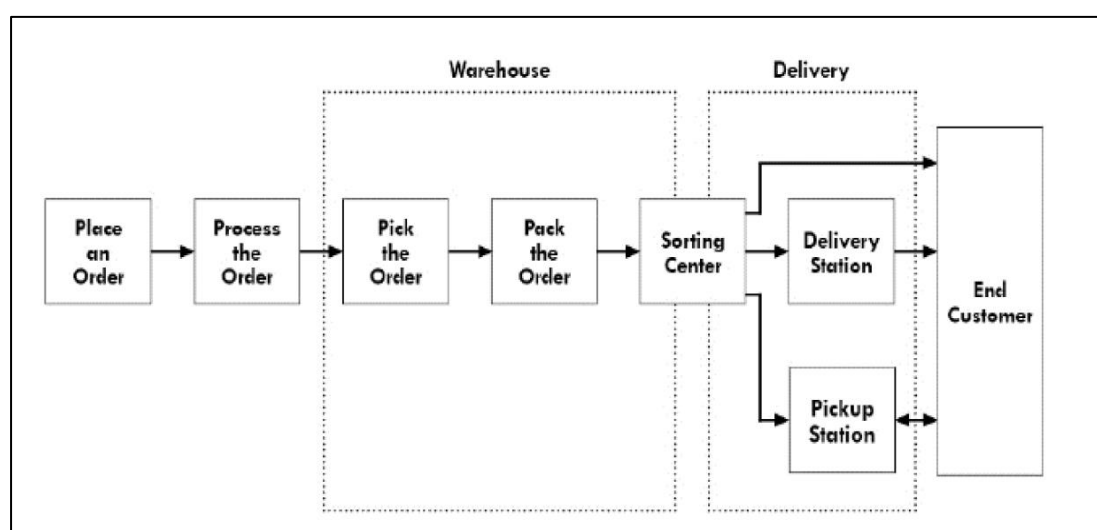 Warehouse
Delivery
Place
an
Order
Process
the
Order
Pick
the
Order
Pack
the
Order
Sorting
Center
Delivery
Station
Pickup
Station
End
Customer